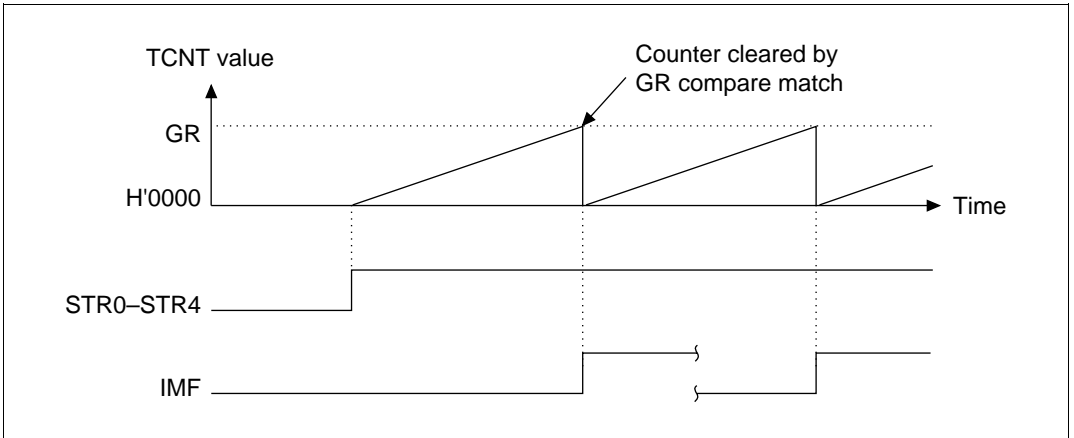 TCNT value
Counter cleared by
GR compare match
GR
H'0000
Time
STR0–STR4
IMF